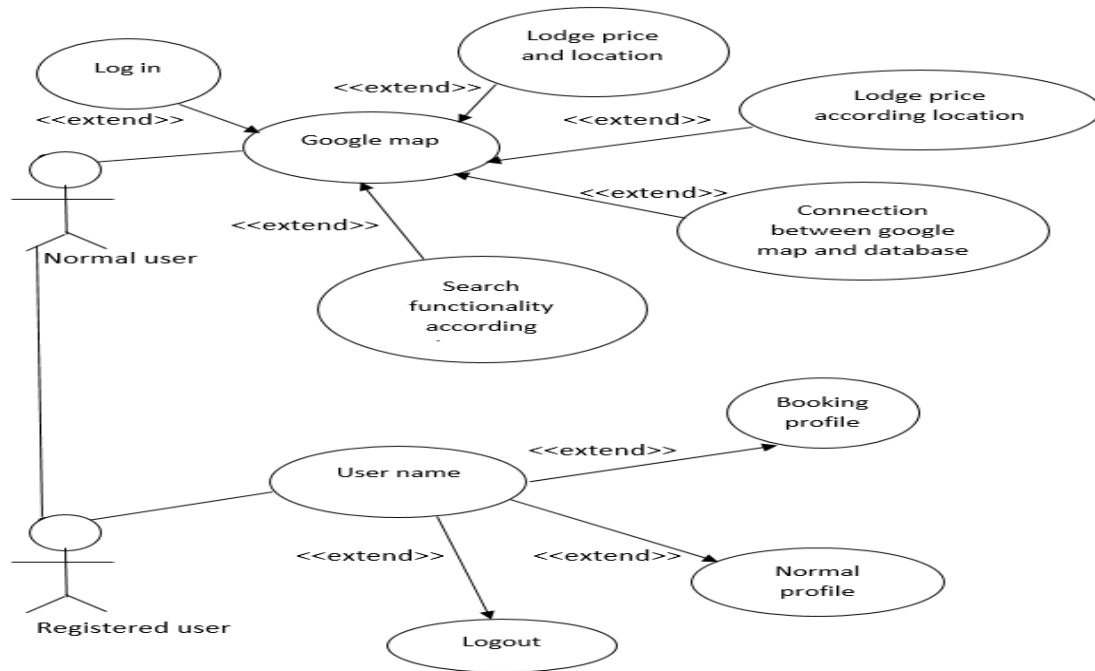 Lodge price
and location
Log in
<<extend>>
<<extend>>
Lodge price
according location
<<extend>>
Google map
<<extend>>
Connection
between google
map and database
<<extend>>
Normal user
Search
functionality
according
Booking
profile
<<extend>>
User name
<<extend>>
<<extend>>
Normal
profile
Registered user
Logout